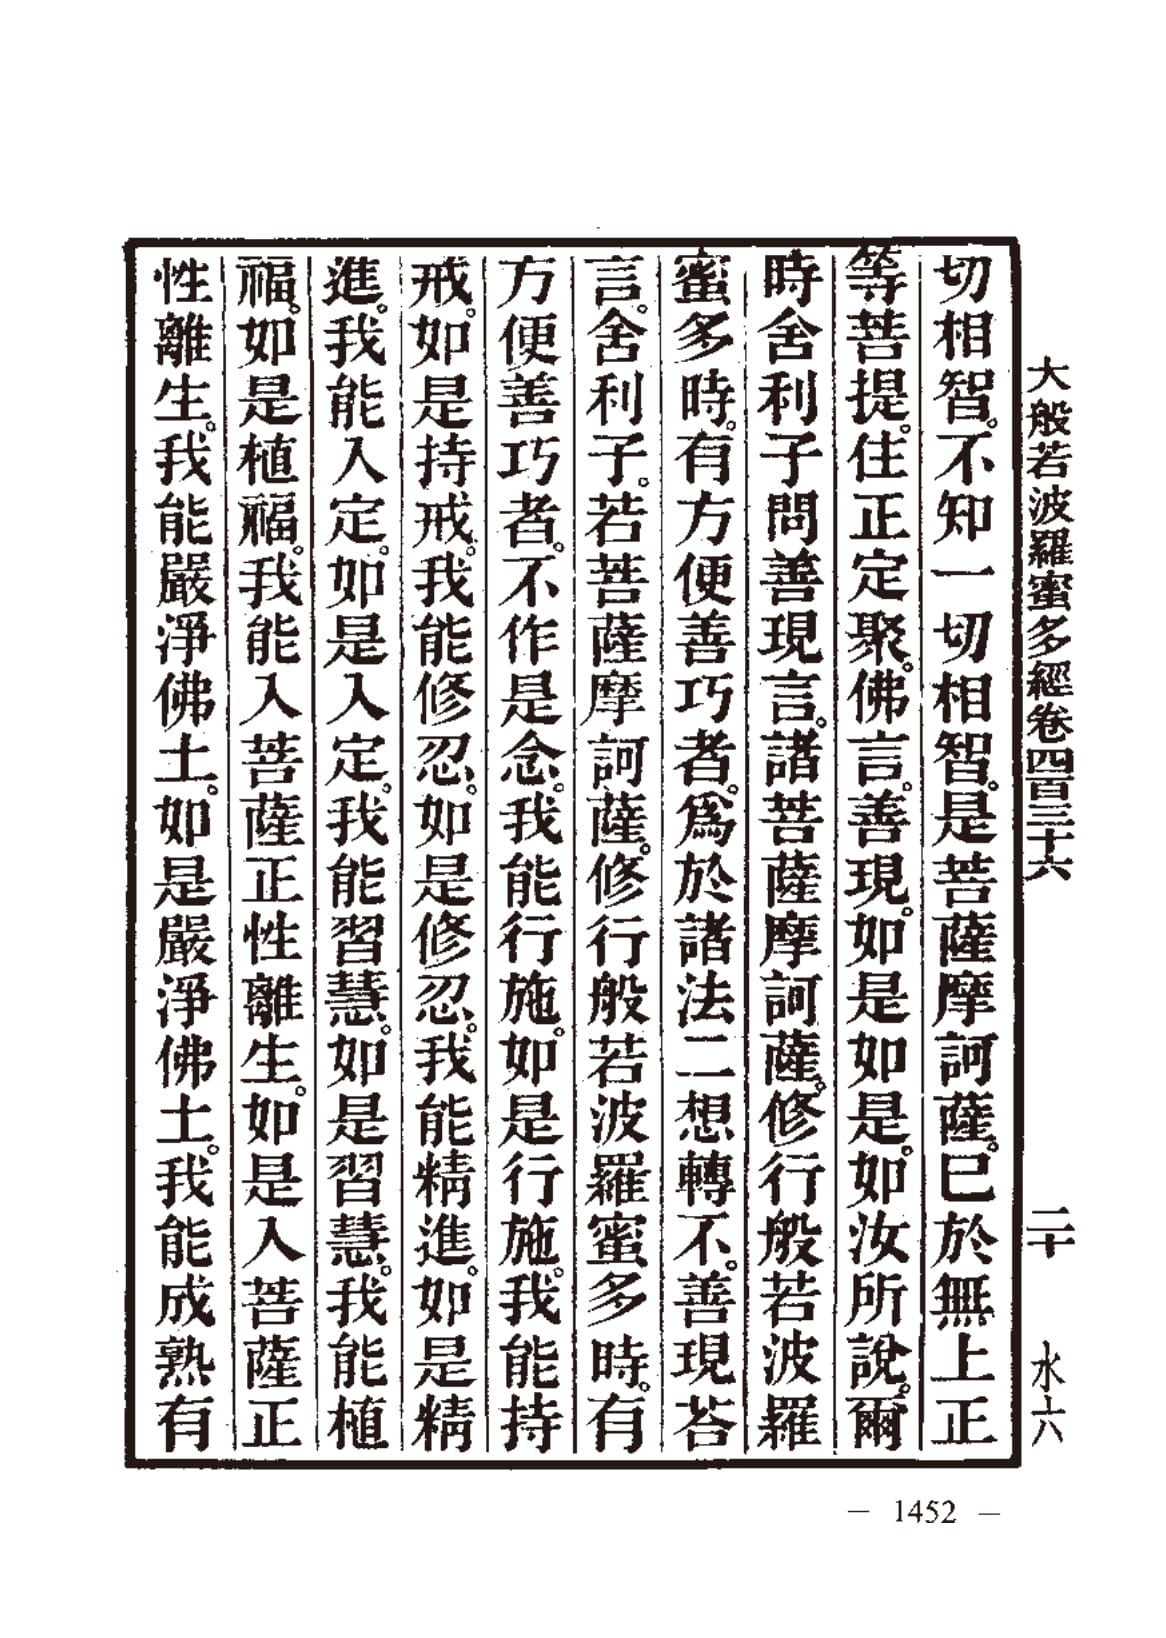 大般若波羅蜜多經卷四百三十六 二十 水六
切相智。不知一切相智。是菩薩摩訶薩。已於無上正
等菩提。住正定聚。佛言。善現。如是如是。如汝所說。爾
時舍利子問善現言。諸菩薩摩訶薩。修行般若波羅
蜜多時。有方便善巧者。爲於諸法二想轉不。善現荅
言。舍利子。若菩薩摩訶薩。修行般若波羅蜜多時。有
方便善巧者。不作是念。我能行施。如是行施。我能持
戒。如是持戒。我能修忍。如是修忍。我能精進。如是精
進。我能入定。如是入定。我能習慧。如是習慧。我能植
福。如是植福。我能入菩薩正性離生。如是入菩薩正
性離生。我能嚴淨佛土。如是嚴淨佛土。我能成熟有
— 1452 —